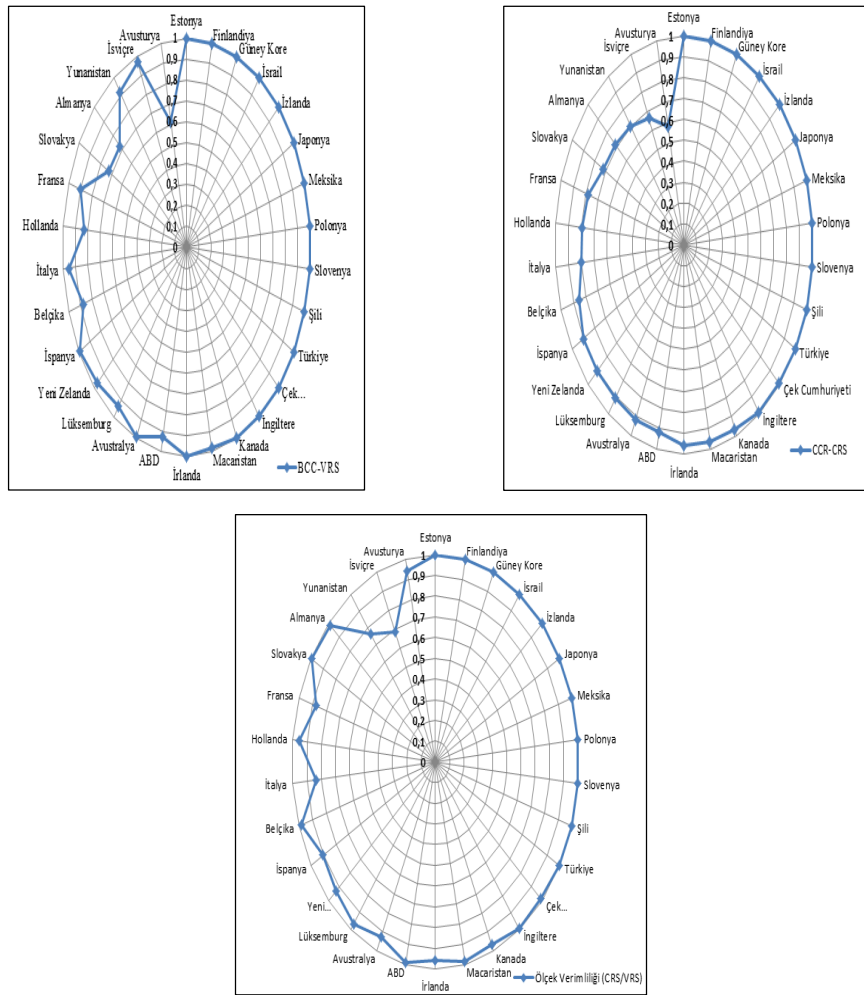 Estonya
Finlandiya
Güney Kore
İsrail
İzlanda
Japonya
Meksika
Polonya
Slovenya
Şili
Türkiye
Çek...
İngiltere
Kanada
Macaristan
İrlanda
ABD
Avustralya
Lüksemburg
Yeni Zelanda
İspanya
Belçika
İtalya
Hollanda
Fransa
Slovakya
Almanya
Yunanistan
İsviçre
Avusturya
1
0,9
0,8
0,7
0,6
0,5
0,4
0,3
0,2
0,1
0
BCC-VRS
Estonya
Finlandiya
Güney Kore
İsrail
İzlanda
Japonya
Meksika
Polonya
Slovenya
Şili
Türkiye
Çek Cumhuriyeti
İngiltere
Kanada
Macaristan
İrlanda
ABD
Avustralya
Lüksemburg
Yeni Zelanda
İspanya
Belçika
İtalya
Hollanda
Fransa
Slovakya
Almanya
Yunanistan
İsviçre
Avusturya
1
0,9
0,8
0,7
0,6
0,5
0,4
0,3
0,2
0,1
0
CCR-CRS
Estonya
Finlandiya
Güney Kore
İsrail
İzlanda
Japonya
Meksika
Polonya
Slovenya
Şili
Türkiye
Çek...
İngiltere
Kanada
Macaristan
İrlanda
ABD
Avustralya
Lüksemburg
Yeni...
İspanya
Belçika
İtalya
Hollanda
Fransa
Slovakya
Almanya
Yunanistan
İsviçre
Avusturya
1
0,9
0,8
0,7
0,6
0,5
0,4
0,3
0,2
0,1
0
Ölçek Verimliliği (CRS/VRS)